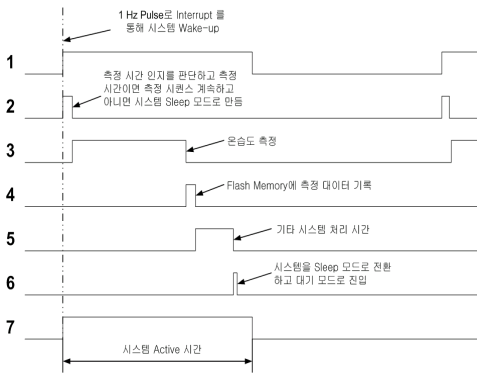 1 Hz Pulse로 Interrupt 를
통해 시스템 Wake-up
1
측정 시간 인지를 판단하고 측정
시간이면 측정 시퀀스 계속하고
아니면 시스템 Sleep 모드로 만듬
2
3
온습도 측정
4
Flash Memory에 측정 데이터 기록
5
기타 시스템 처리 시간
6
시스템을 Sleep 모드로 전환
하고 대기 모드로 진입
7
시스템 Active 시간